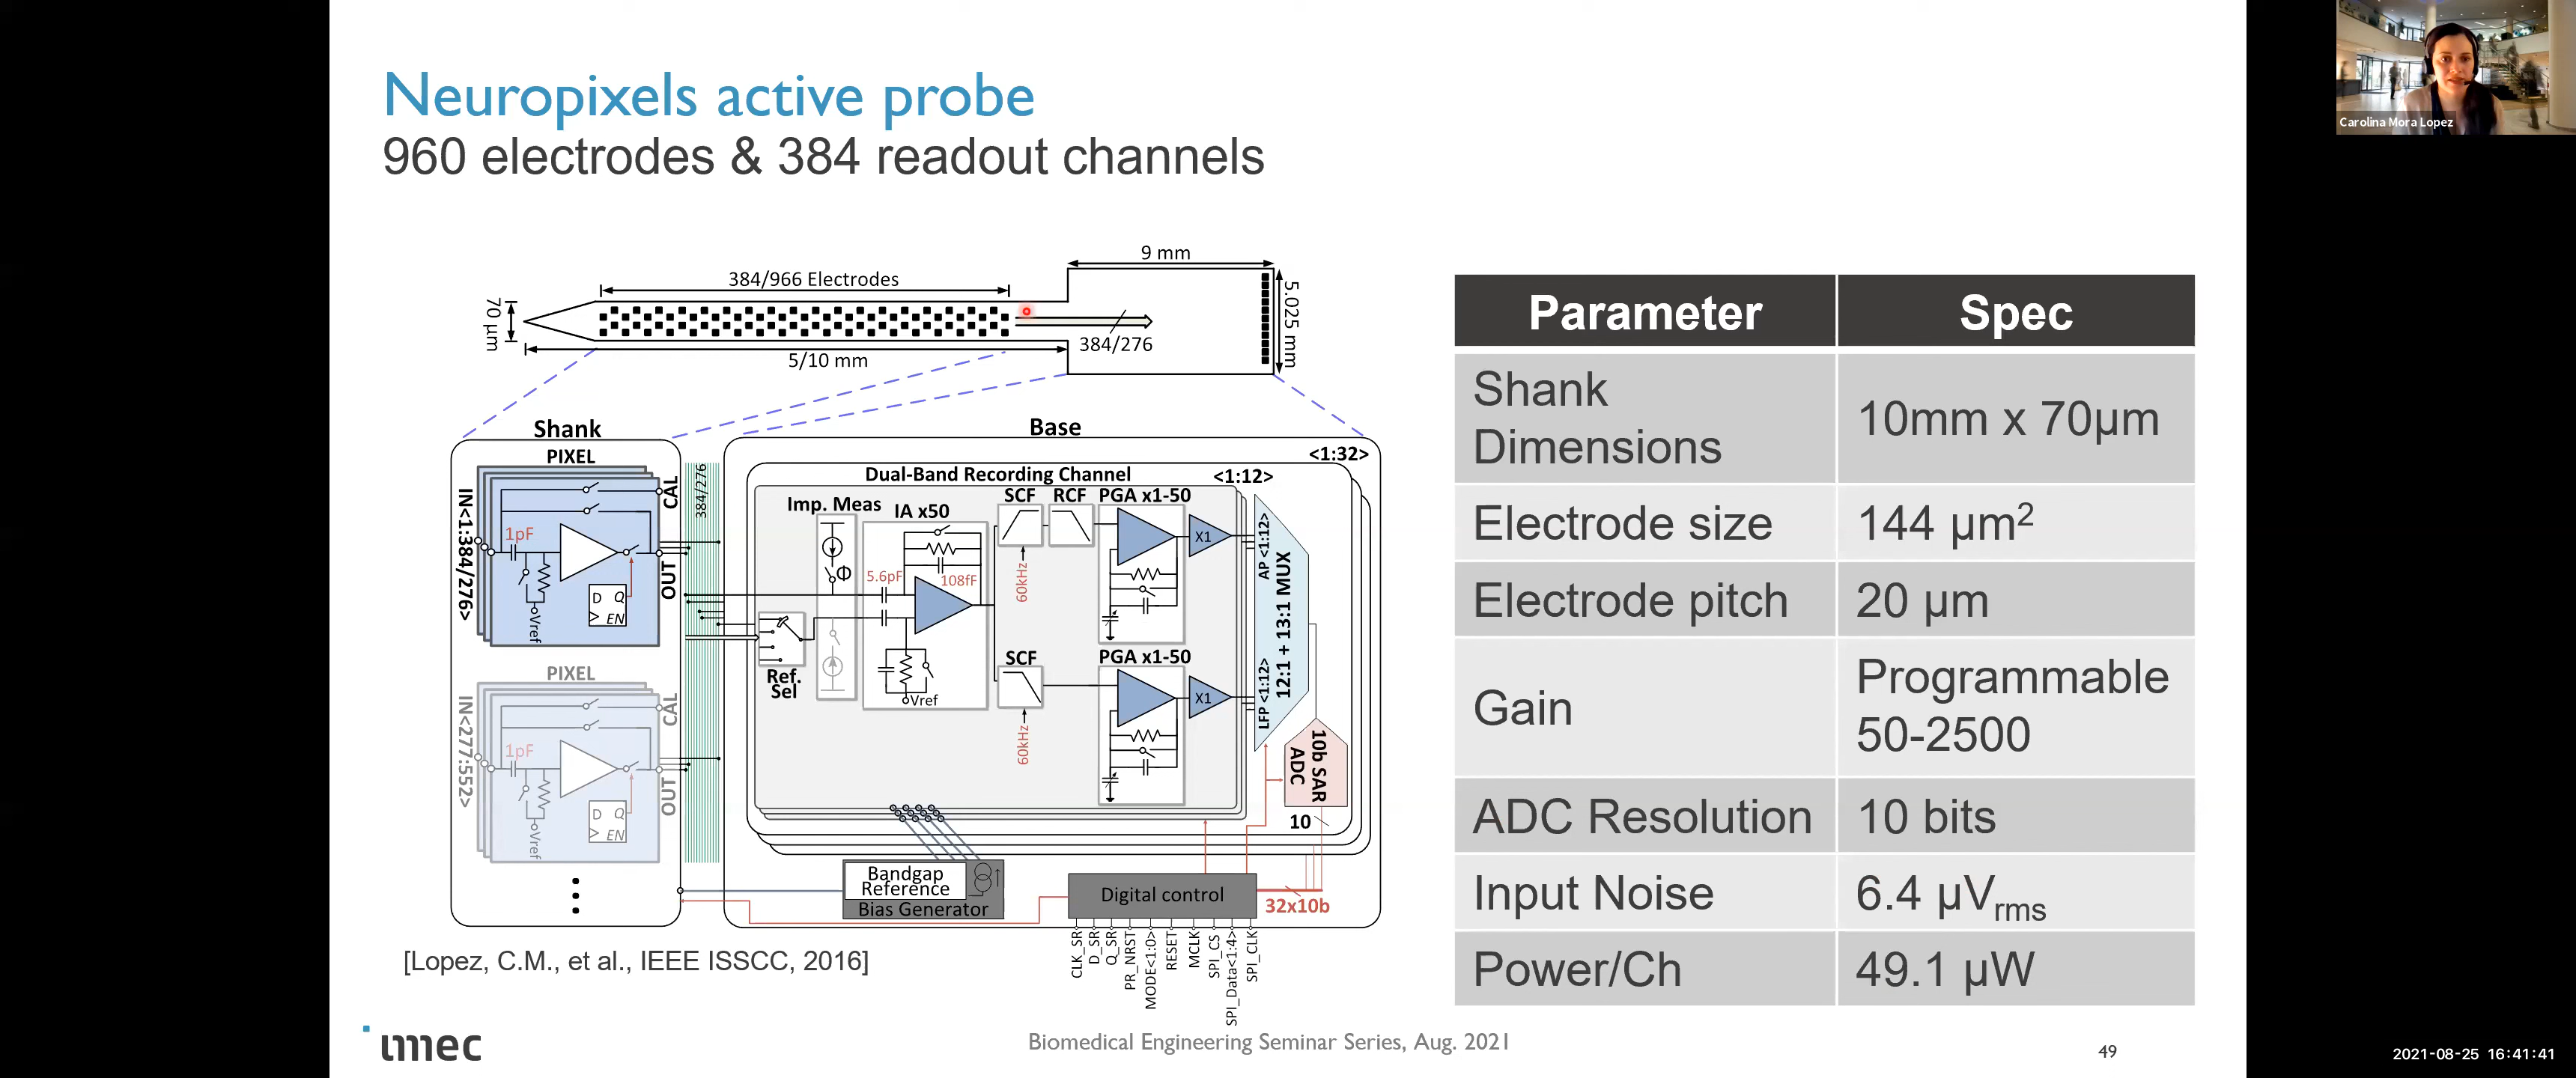 Neuropixels active probe
960 electrodes & 384 readout channels
Carolina Mora Lopez
9 mm
384/966 Electrodes
70 µm
5.025 mm
384/276
5/10 mm
Shank
Base
PIXEL
IN<1:384/276>
1pF
CAL
OUT
D Q
EN
Vref
384/276
PIXEL
IN<277:552>
1pF
CAL
OUT
D Q
EN
Vref
<1:32>
Dual-Band Recording Channel
<1:12>
Imp. Meas
IA x50
SCF
RCF
PGA x1-50
Φ
5.6pF
108fF
60kHz
X1
AP <1:12>
12:1 + 13:1 MUX
Ref.
Sel
Vref
SCF
PGA x1-50
60kHz
X1
LFP <1:12>
10b SAR
ADC
10
Bandgap
Reference
Bias Generator
Digital control
32x10b
CLK_SR
D_SR
Q_SR
PR_NRST
MODE<1:0>
RESET
MCLK
SPI_CS
SPI_Data<1:4>
SPI_CLK
Parameter Spec
Shank
Dimensions
10mm x 70µm
Electrode size 144 µm²
Electrode pitch 20 µm
Gain
Programmable
50-2500
ADC Resolution 10 bits
Input Noise 6.4 µVrms
Power/Ch 49.1 µW
[Lopez, C.M., et al., IEEE ISSCC, 2016]
imec
Biomedical Engineering Seminar Series, Aug. 2021
49
2021-08-25 16:41:41